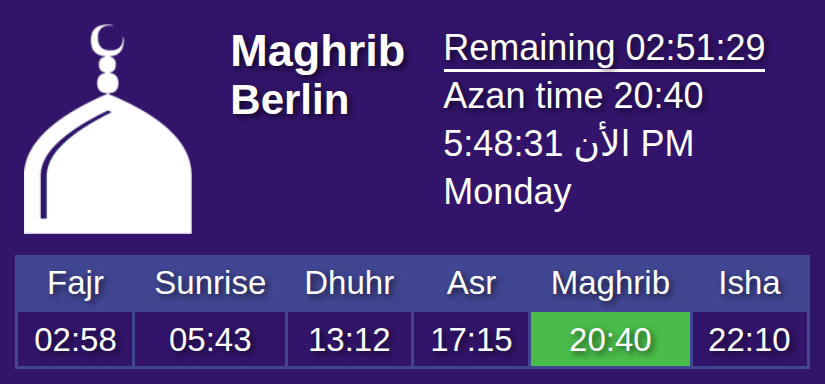 Maghrib
Berlin
Remaining 02:51:29
Azan time 20:40
5:48:31 الأن PM
Monday
Fajr Sunrise Dhuhr Asr Maghrib Isha
02:58 05:43 13:12 17:15 20:40 22:10